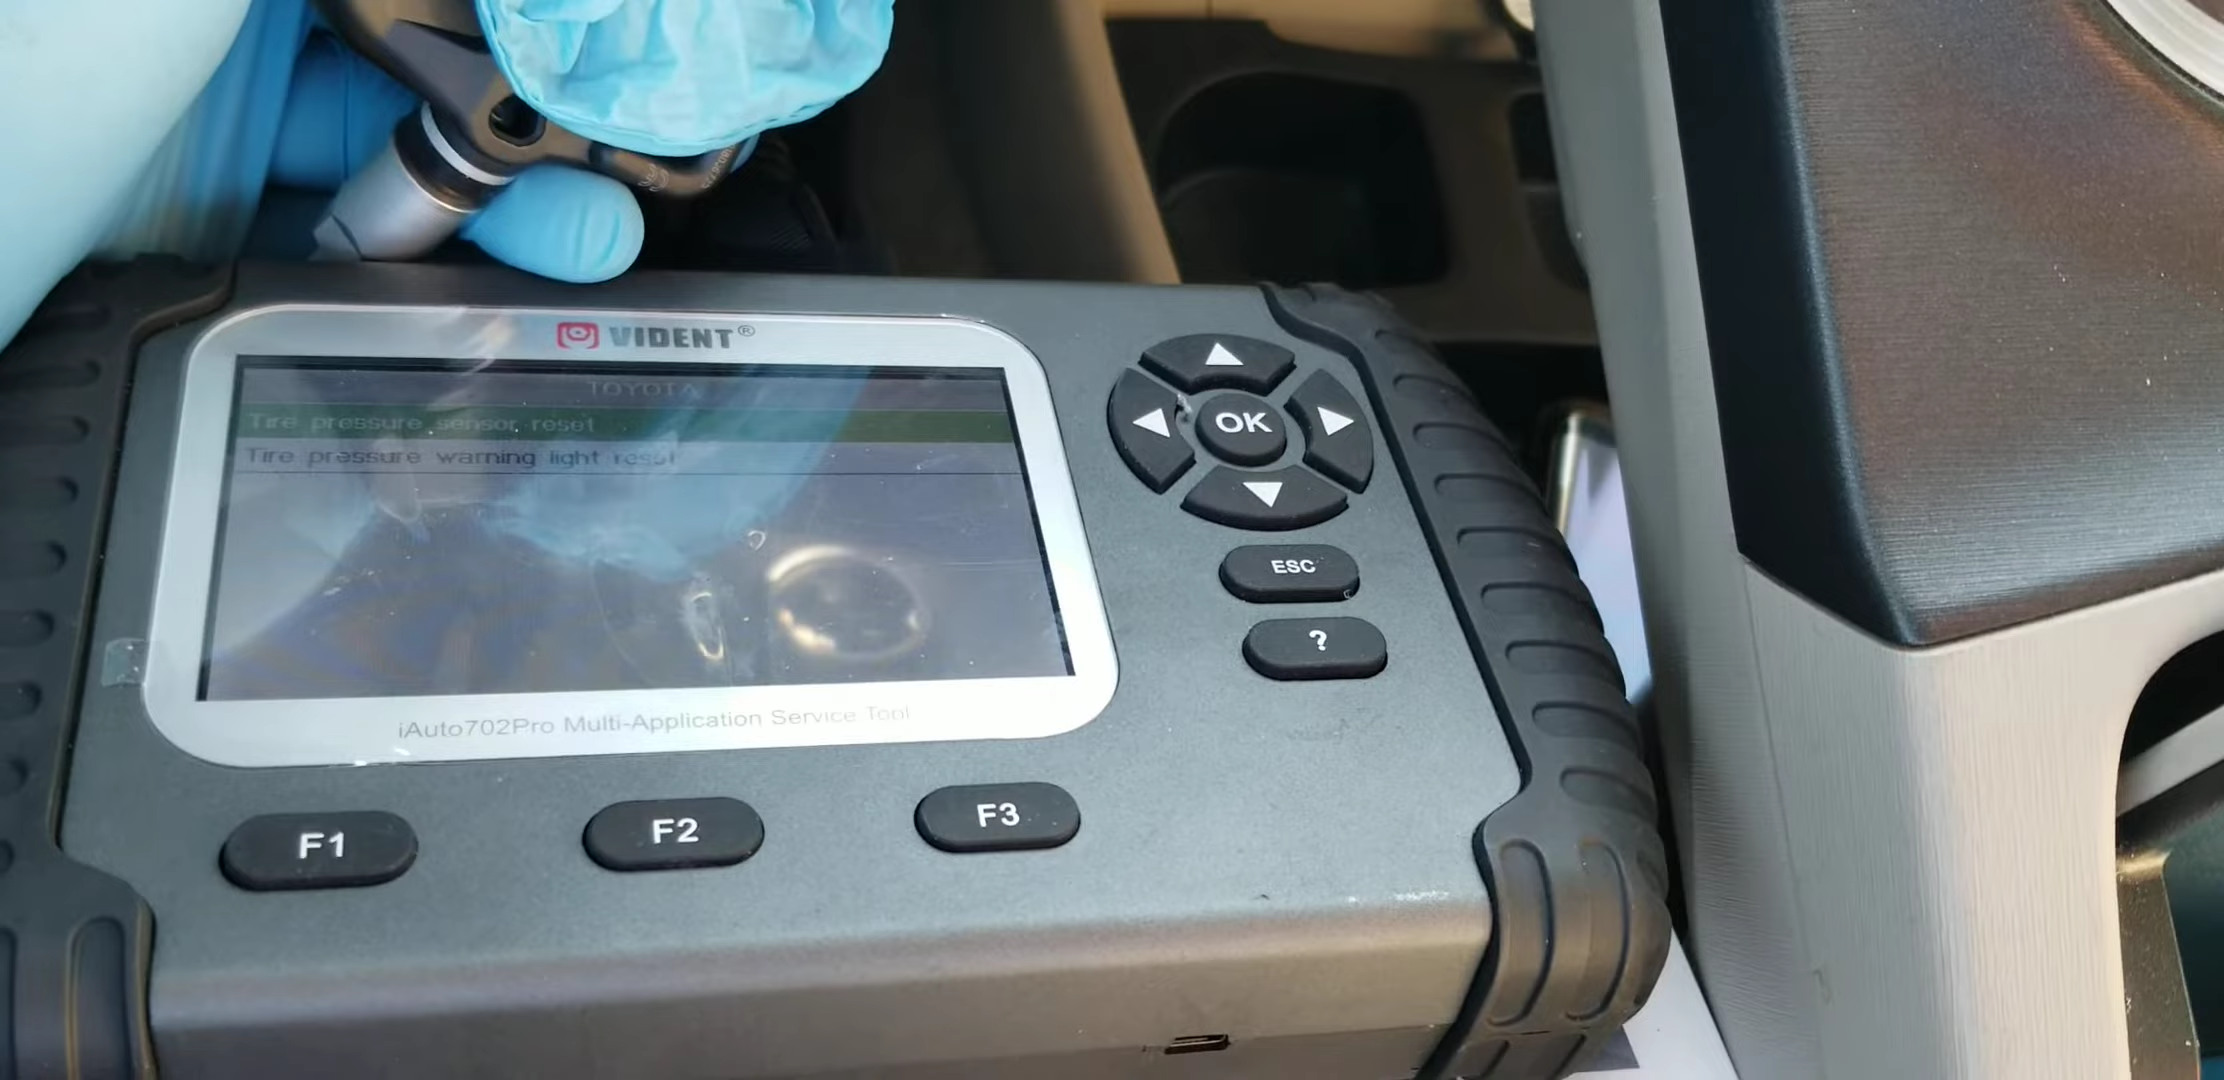 VIDENT®
TOYOTA
Tire pressure sensor reset
Tire pressure warning light reset
iAuto702Pro Multi-Application Service Tool
OK
ESC
?
F1
F2
F3